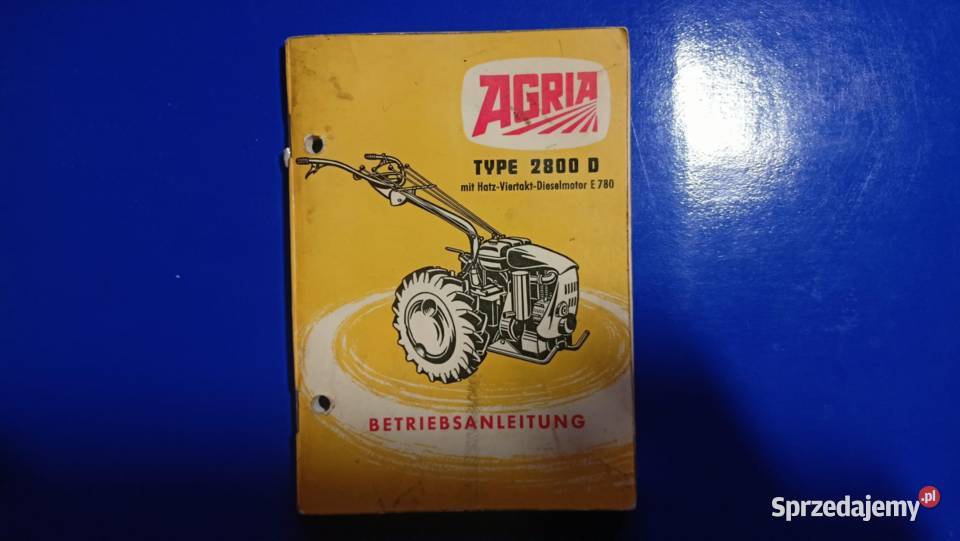 AGRIA
TYPE 2800 D
mit Hatz-Viertakt-Dieselmotor E 780
BETRIEBSANLEITUNG
Sprzedajemy.pl